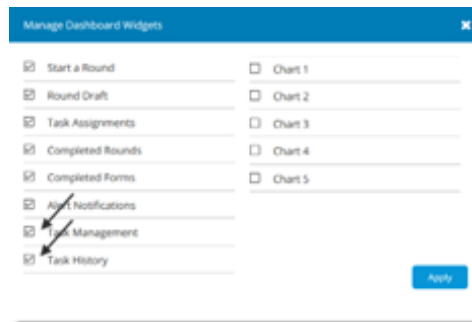 Manage Dashboard Widgets
Start a Round
Round Draft
Task Assignments
Completed Rounds
Completed Forms
Alert Notifications
Task Management
Task History
Chart 1
Chart 2
Chart 3
Chart 4
Chart 5
Apply